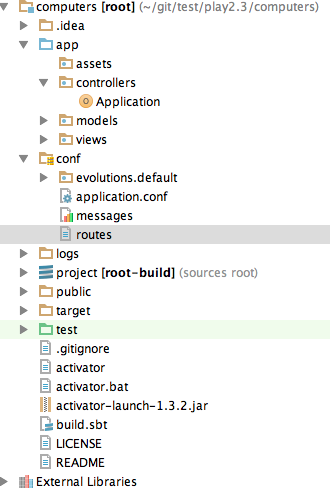 computers [root] (~/git/test/play2.3/computers)
.idea
app
assets
controllers
Application
models
views
conf
evolutions.default
application.conf
messages
routes
logs
project [root-build] (sources root)
public
target
test
.gitignore
activator
activator.bat
activator-launch-1.3.2.jar
build.sbt
LICENSE
README
External Libraries